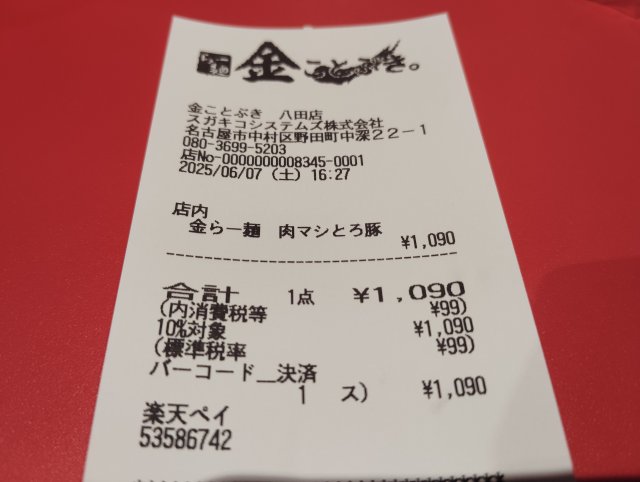 金ことぶき。
金ことぶき 八田店
スガキコシステムズ株式会社
名古屋市中村区野田町中深22-1
080-3699-5203
店No-0000000008345-0001
2025/06/07 (土) 16:27
店内
金らー麺 肉マシとろ豚
¥1,090
合計 1点 ¥1,090
(内消費税等 ¥99)
10%対象 ¥1,090
(標準税率 ¥99)
バーコード__決済
1 ス) ¥1,090
楽天ペイ
53586742